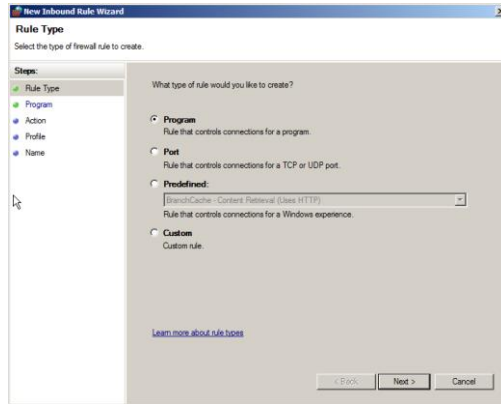 New Inbound Rule Wizard
Rule Type
Select the type of firewall rule to create.
Steps:
Rule Type
Program
Action
Profile
Name
What type of rule would you like to create?
Program
Rule that controls connections for a program.
Port
Rule that controls connections for a TCP or UDP port.
Predefined:
BranchCache - Content Retrieval (Uses HTTP)
Rule that controls connections for a Windows experience.
Custom
Custom rule.
Learn more about rule types
< Back
Next >
Cancel